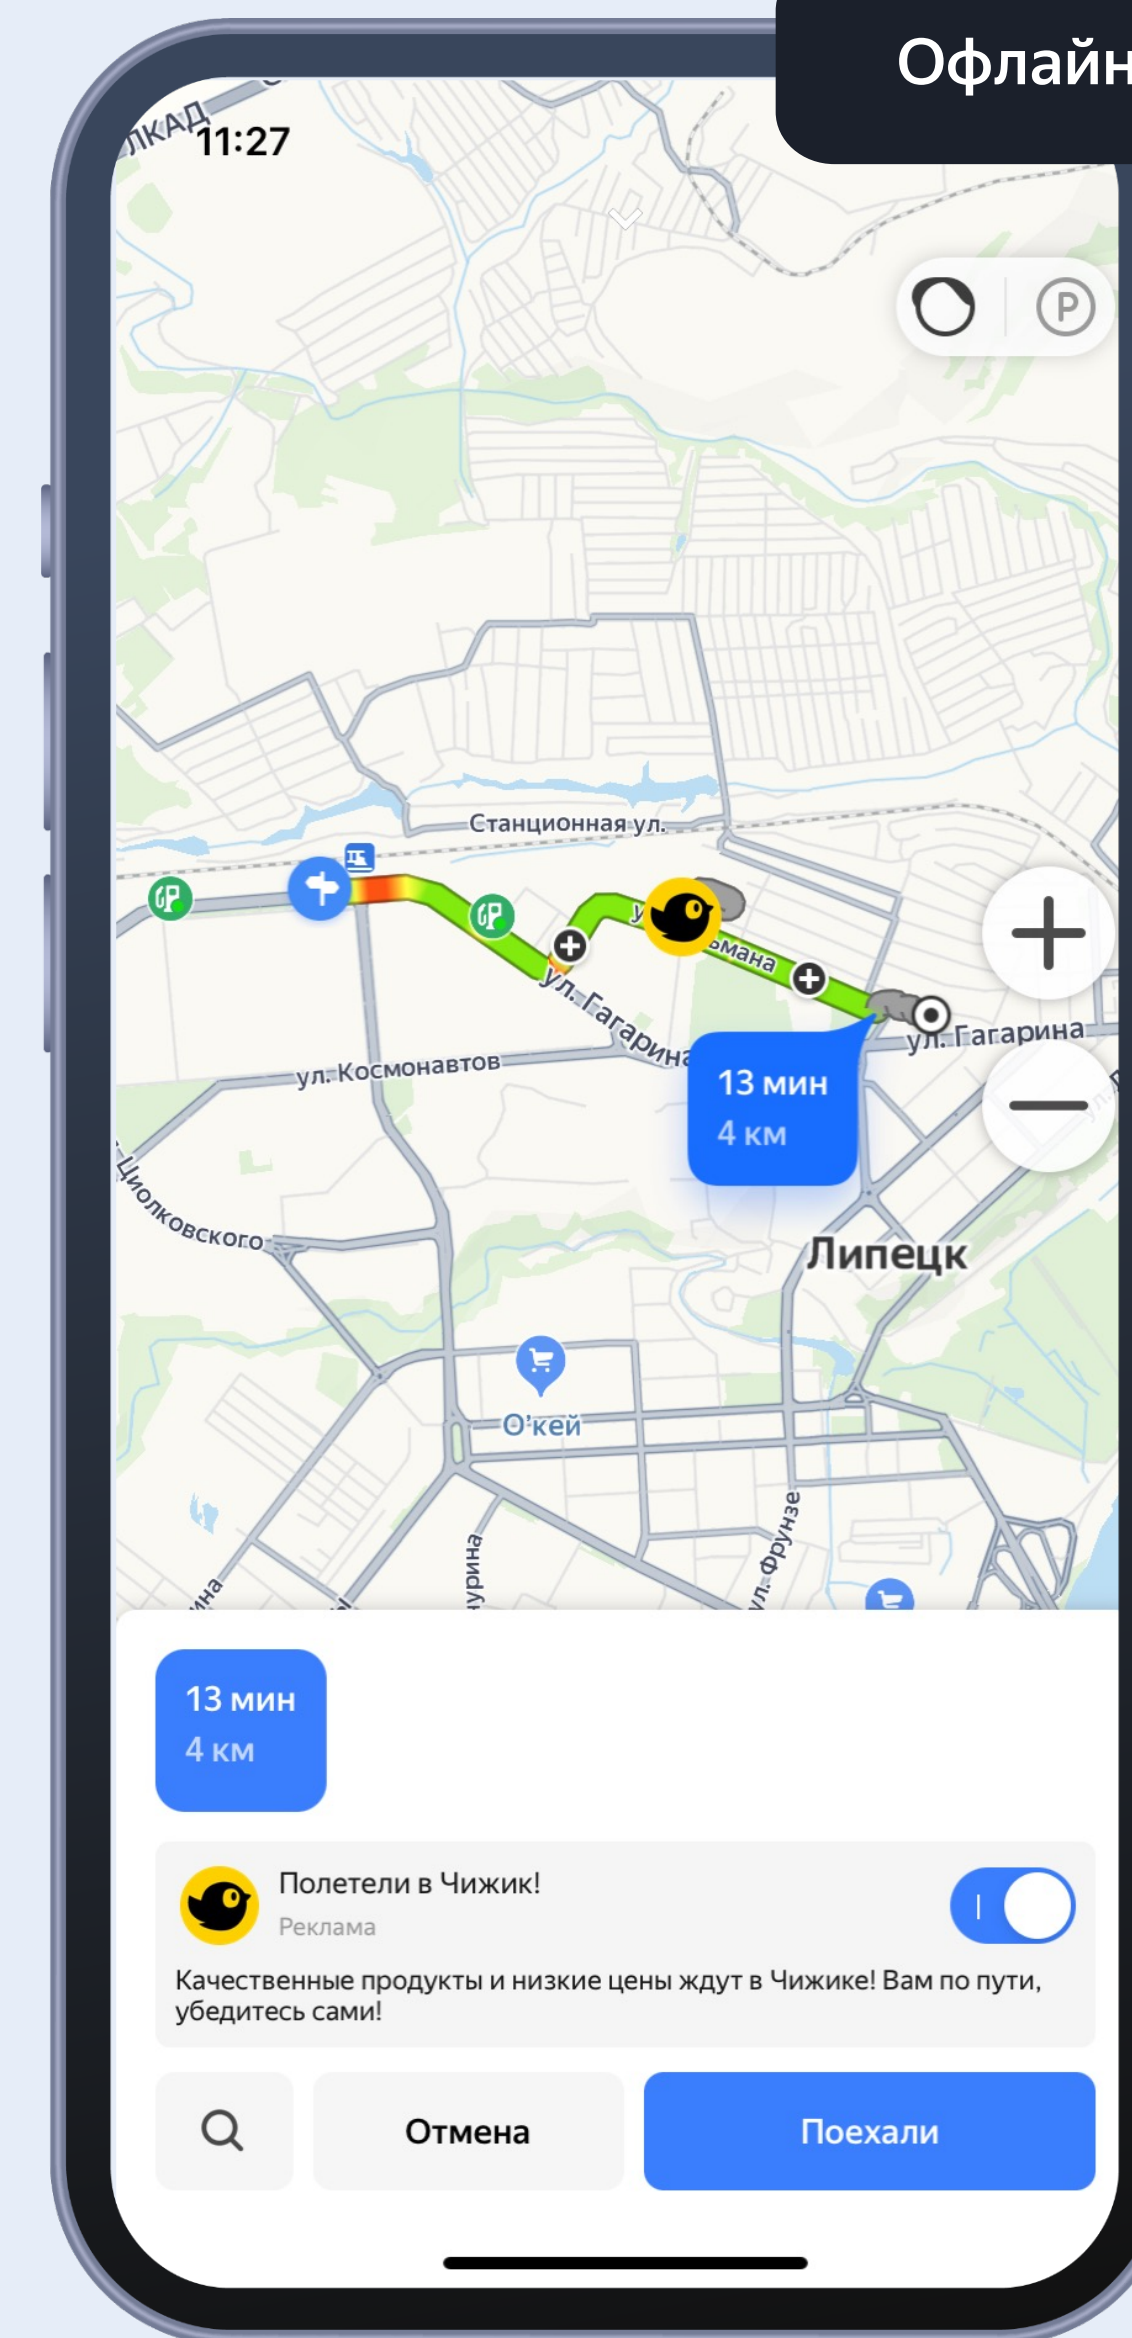 Офлайн
ЛКАД
11:27
P
Станционная ул.
ьмана
ул. Гагарина
ул. Гагарина
ул. Космонавтов
13 мин
4 км
Циолковского
Липецк
О'кей
ул. Фрунзе
13 мин
4 км
Полетели в Чижик!
Реклама
Качественные продукты и низкие цены ждут в Чижике! Вам по пути,
убедитесь сами!
Отмена
Поехали